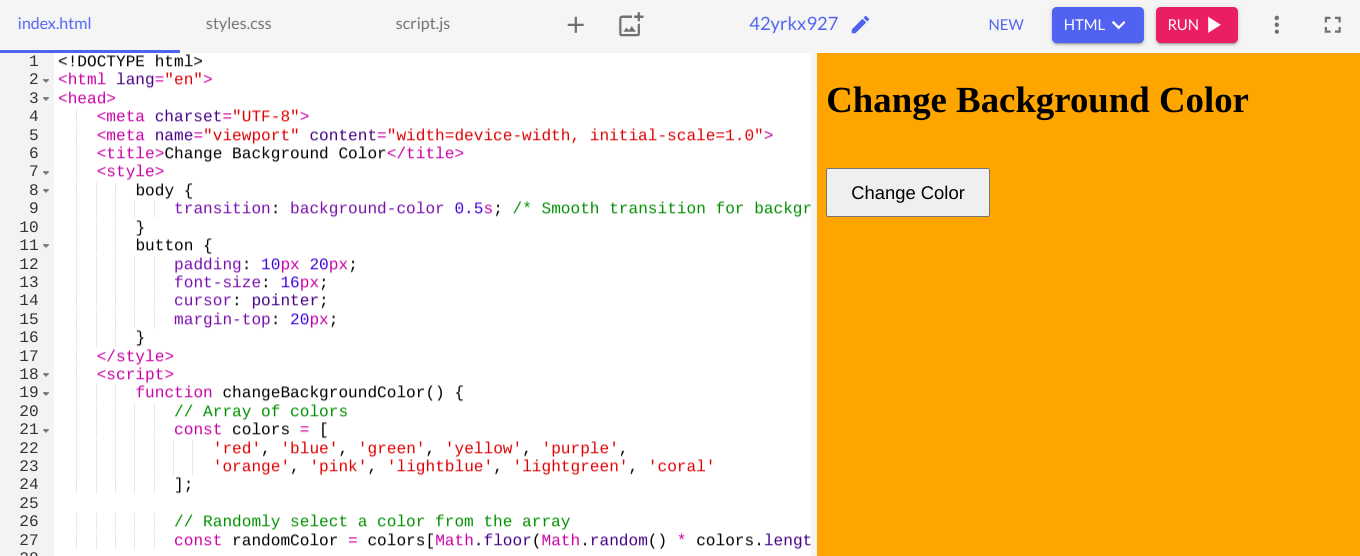 index.html styles.css script.js 42yrkx927 NEW HTML RUN
1 <!DOCTYPE html>
2 <html lang="en">
3 <head>
4 <meta charset="UTF-8">
5 <meta name="viewport" content="width=device-width, initial-scale=1.0">
6 <title>Change Background Color</title>
7 <style>
8 body {
9 transition: background-color 0.5s; /* Smooth transition for backgr
10 }
11 button {
12 padding: 10px 20px;
13 font-size: 16px;
14 cursor: pointer;
15 margin-top: 20px;
16 }
17 </style>
18 <script>
19 function changeBackgroundColor() {
20 // Array of colors
21 const colors = [
22 'red', 'blue', 'green', 'yellow', 'purple',
23 'orange', 'pink', 'lightblue', 'lightgreen', 'coral'
24 ];
25
26 // Randomly select a color from the array
27 const randomColor = colors[Math.floor(Math.random() * colors.lengt
Change Background Color
Change Color